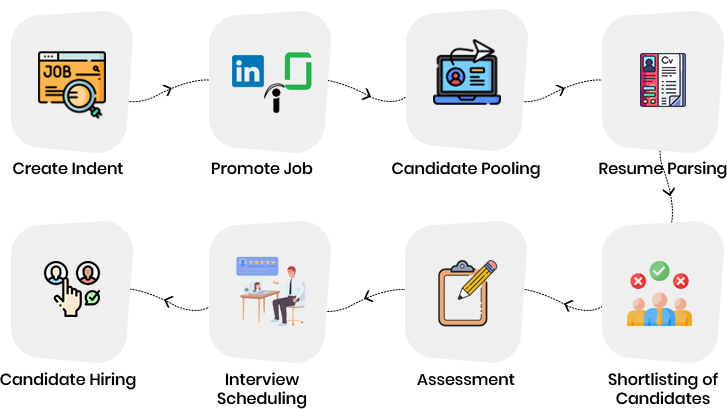 JOB
in
Cv
Create Indent
Promote Job
Candidate Pooling
Resume Parsing
Shortlisting of
Candidates
Assessment
Interview
Scheduling
Candidate Hiring